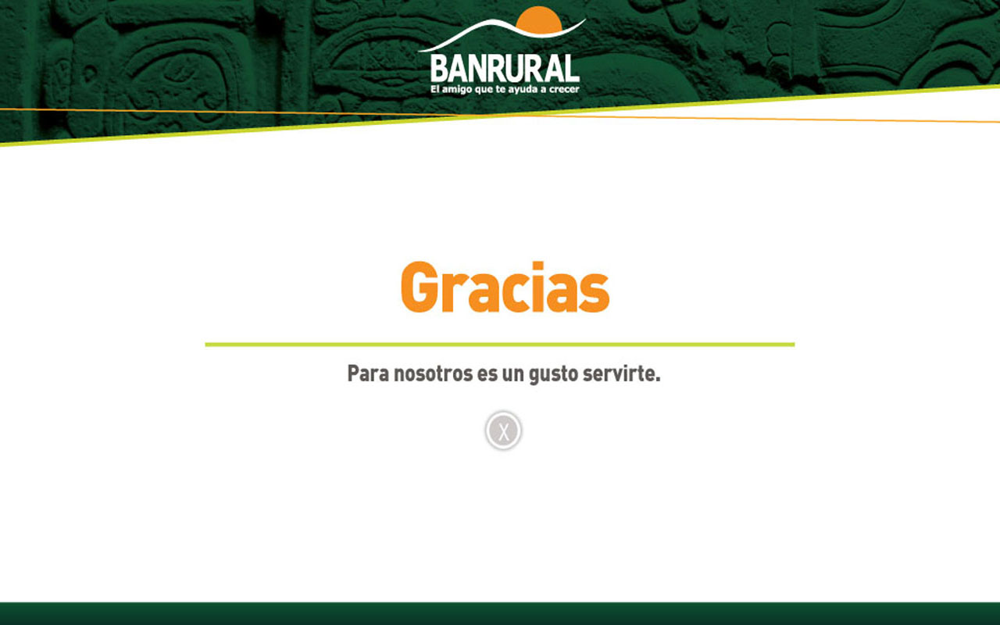 BANRURAL
El amigo que te ayuda a crecer
Gracias
Para nosotros es un gusto servirte.
X